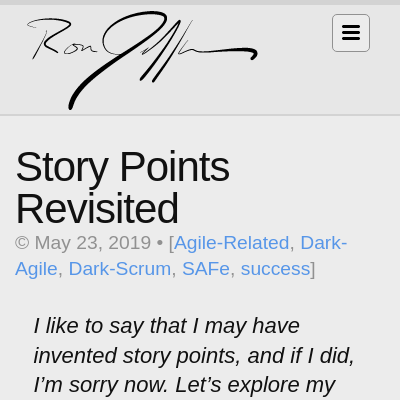 Ron Jeffries
Story Points
Revisited
© May 23, 2019 • [Agile-Related, Dark-
Agile, Dark-Scrum, SAFe, success]
I like to say that I may have
invented story points, and if I did,
I’m sorry now. Let’s explore my